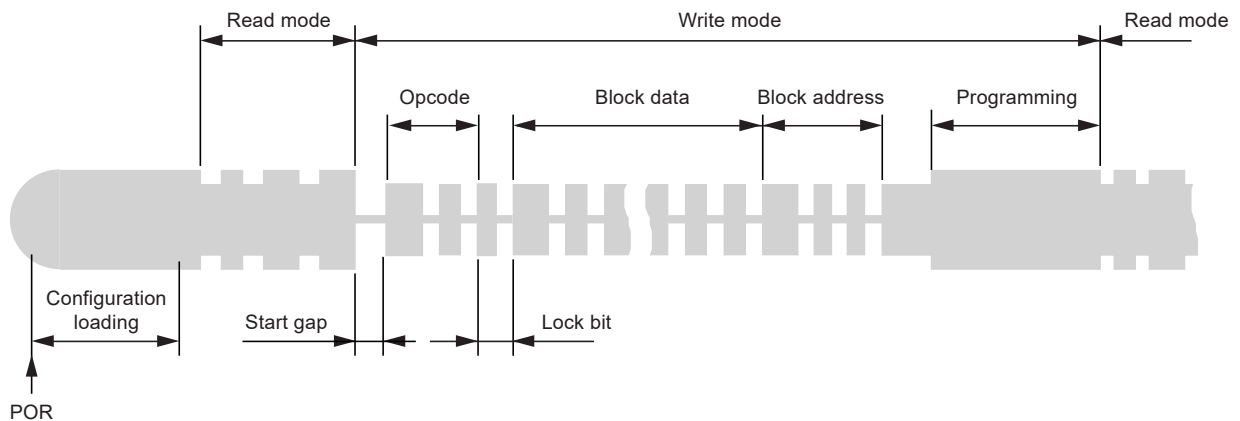 Read mode
Write mode
Read mode
Opcode
Block data
Block address
Programming
Configuration
loading
Start gap
Lock bit
POR